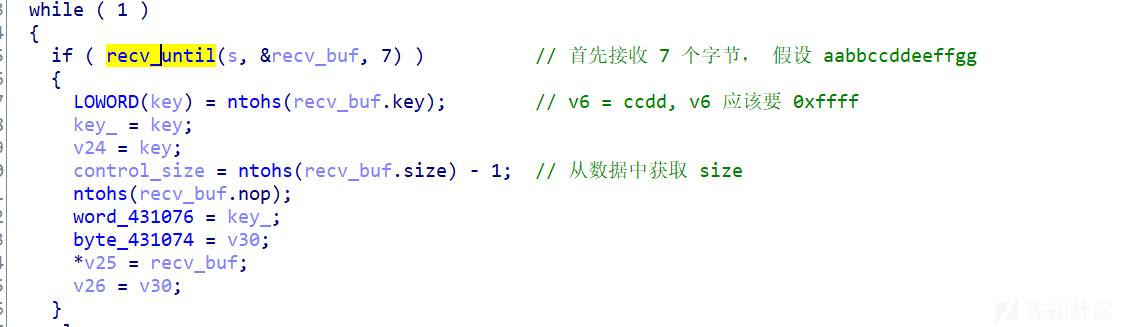 while ( 1 )
{
if ( recv_until(s, &recv_buf, 7) ) // 首先接收 7 个字节， 假设 aabbccddeeffgg
{
LOWORD(key) = ntohs(recv_buf.key); // v6 = ccdd, v6 应该要 0xffff
key_ = key;
v24 = key;
control_size = ntohs(recv_buf.size) - 1; // 从数据中获取 size
ntohs(recv_buf.nop);
word_431076 = key_;
byte_431074 = v30;
*v25 = recv_buf;
v26 = v30;
}
先知社区